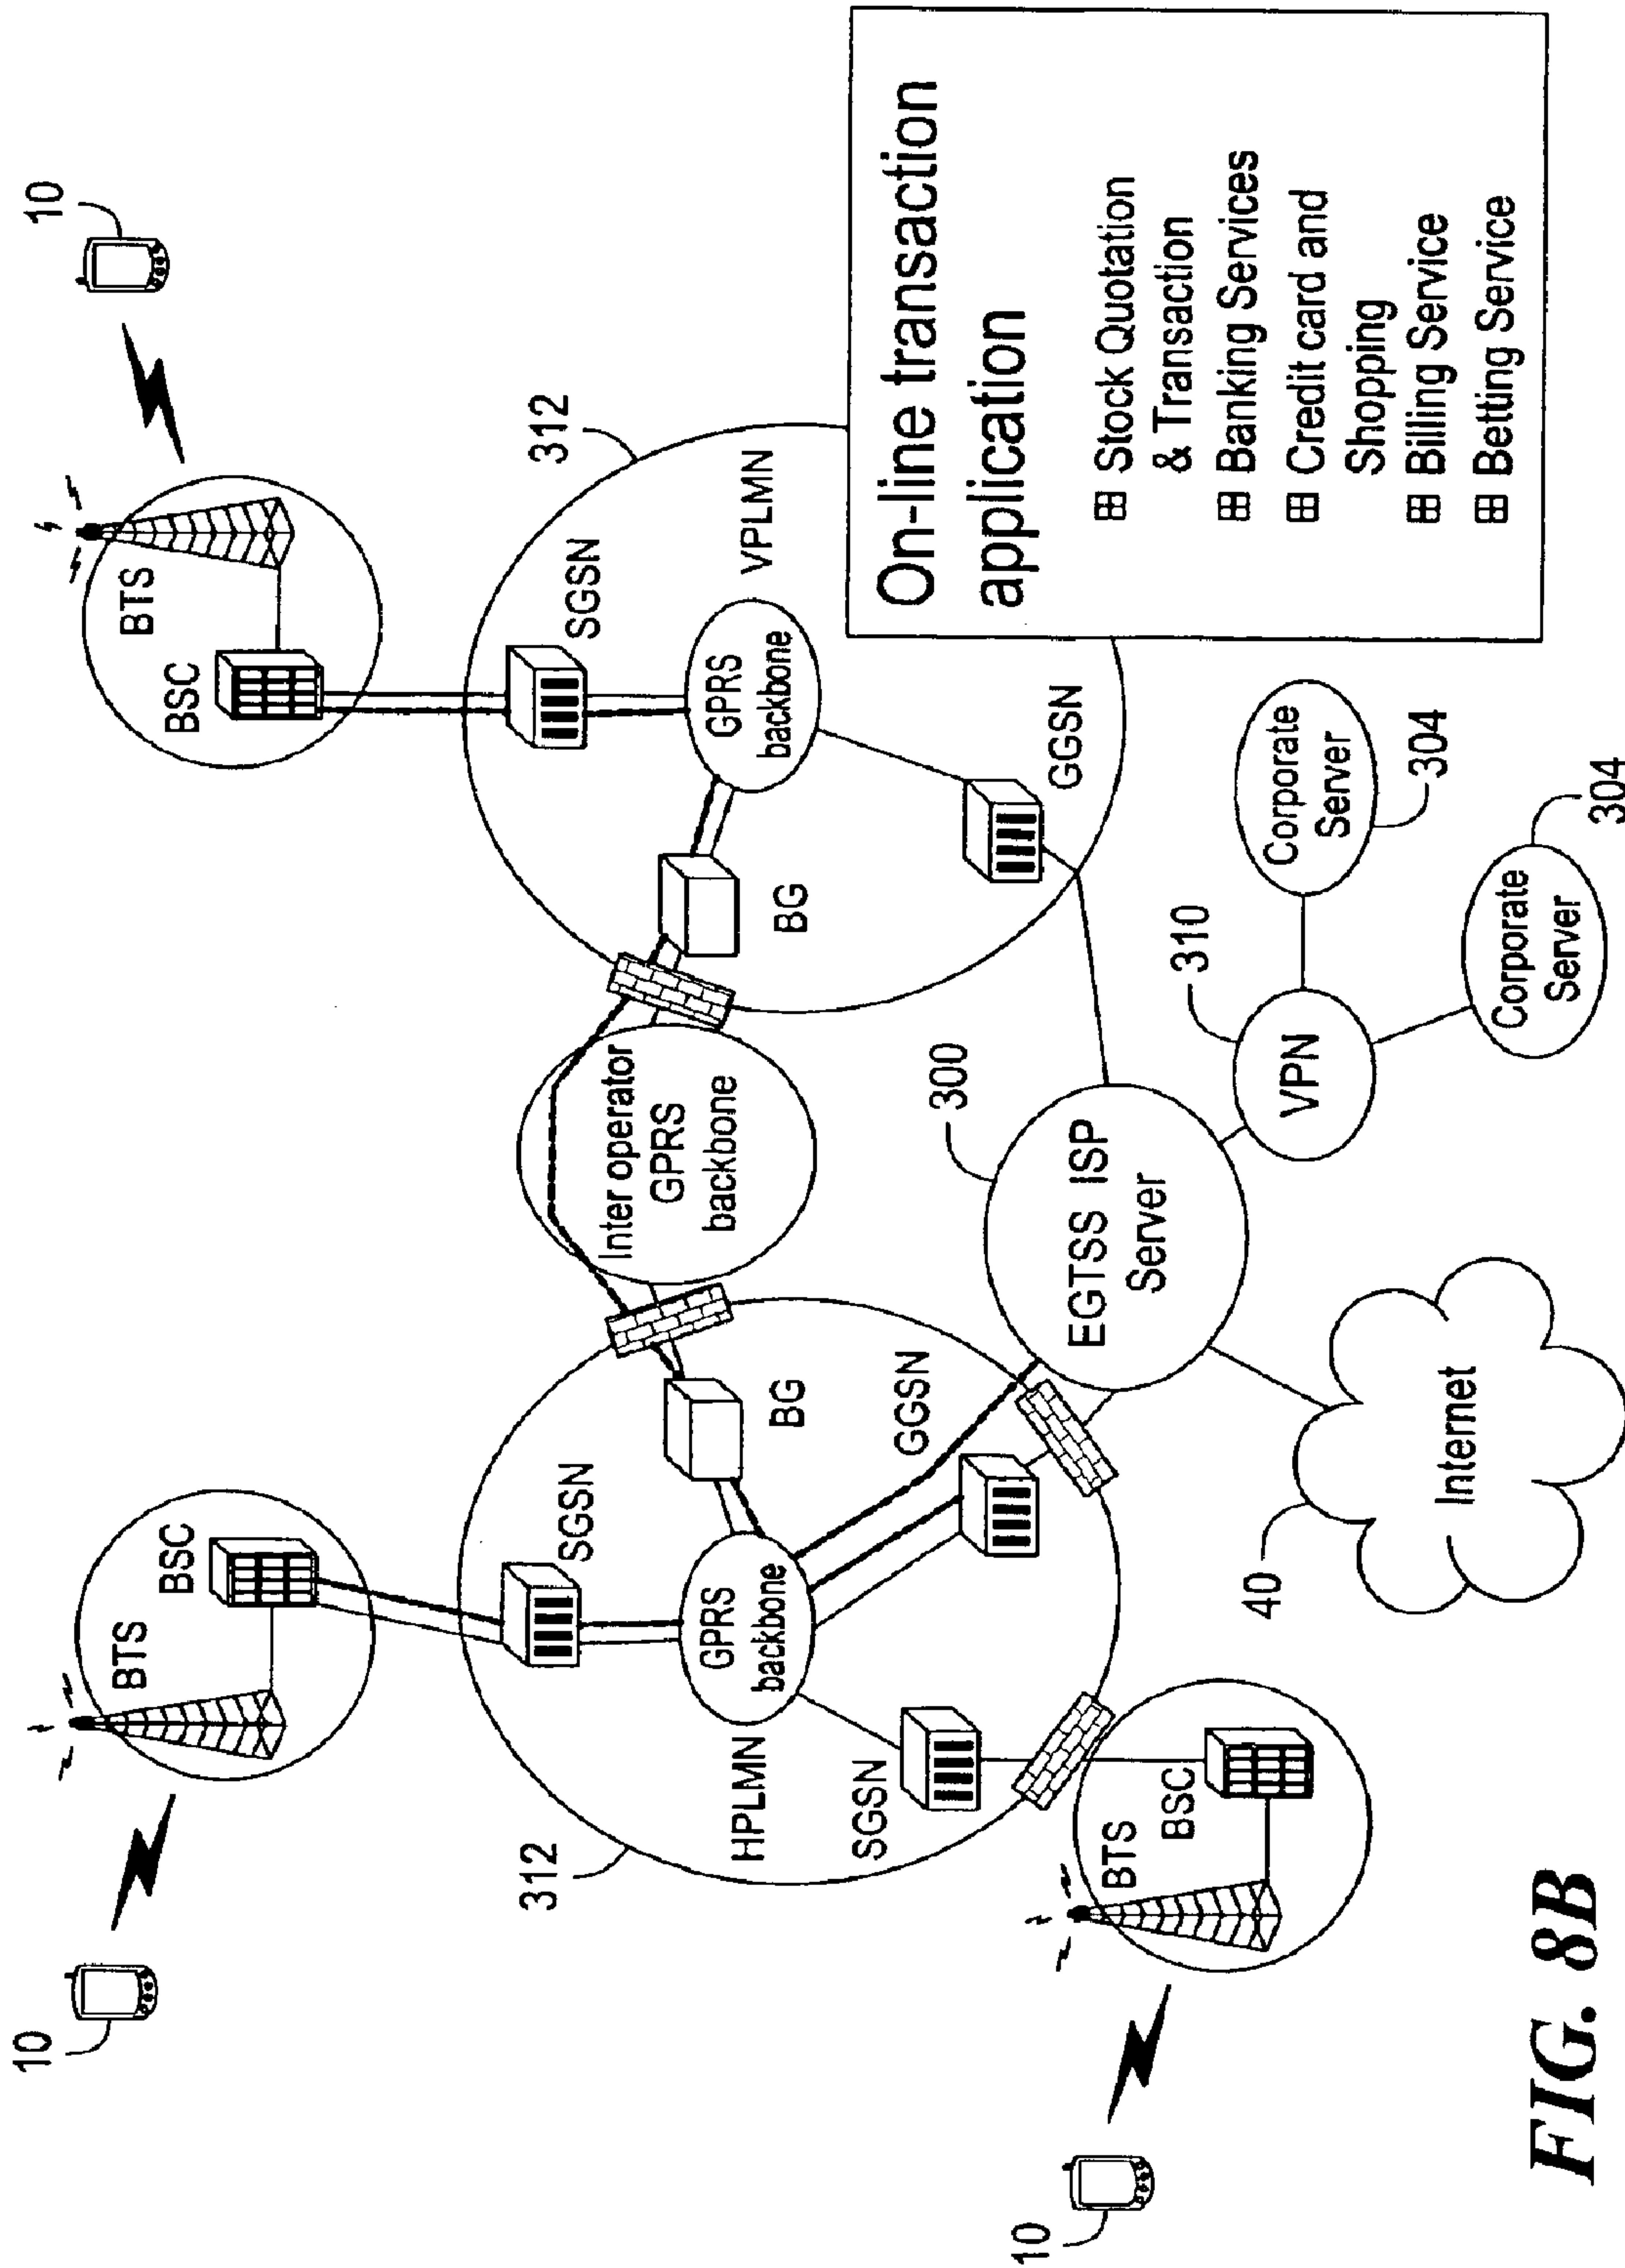 10
BTS
BSC
10
BTS
BSC
312
SGSN
HPLMN
GPRS
backbone
BG
SGSN
GGSN
Inter operator
GPRS
backbone
312
SGSN
VPLMN
GPRS
backbone
BG
GGSN
10
BTS
BSC
EGTSS ISP
Server
300
40
Internet
310
VPN
Corporate
Server
304
Corporate
Server
304
On-line transaction
application
Stock Quotation
& Transaction
Banking Services
Credit card and
Shopping
Billing Service
Betting Service
FIG. 8B